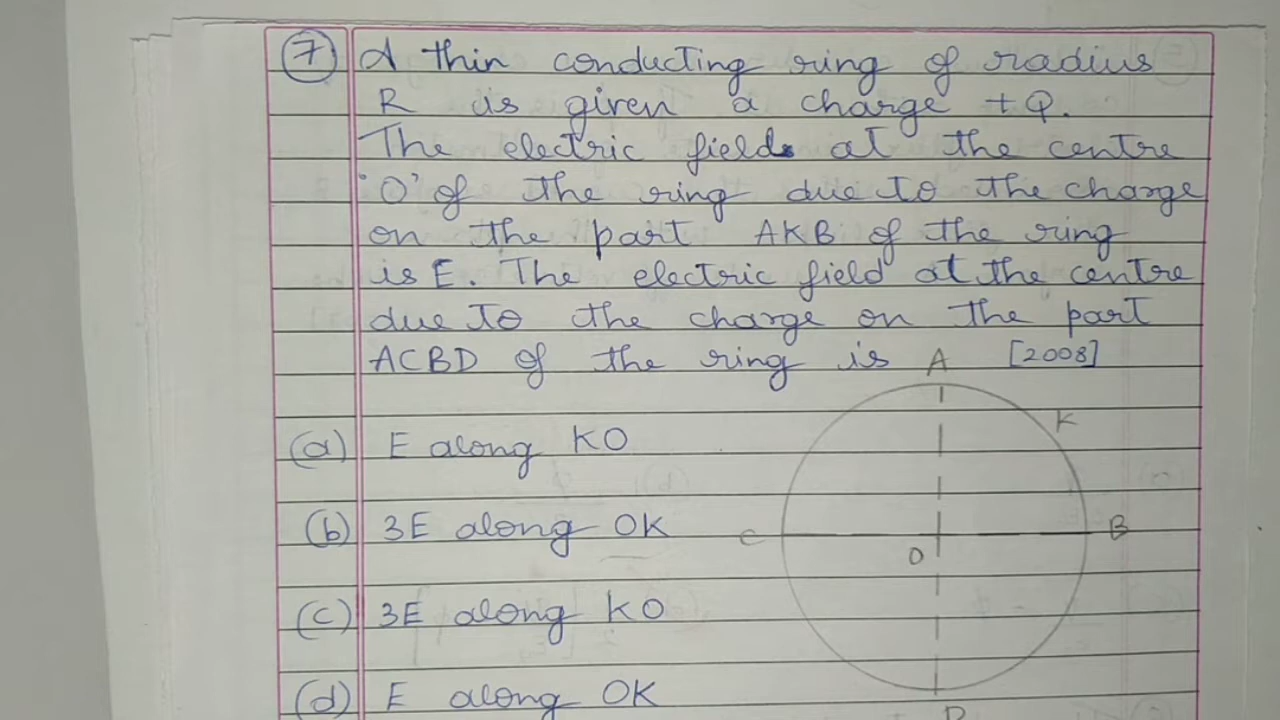 7 A thin conducting ring of radius
R is given a charge +Q.
The electric field at the centre
'O' of the ring due to the charge
on the part AKB of the ring
is E. The electric field at the centre
due to the charge on the part
ACBD of the ring is [2008]
A
K
(a) E along KO
(b) 3E along OK
C
B
O
(c) 3E along KO
(d) E along OK
D